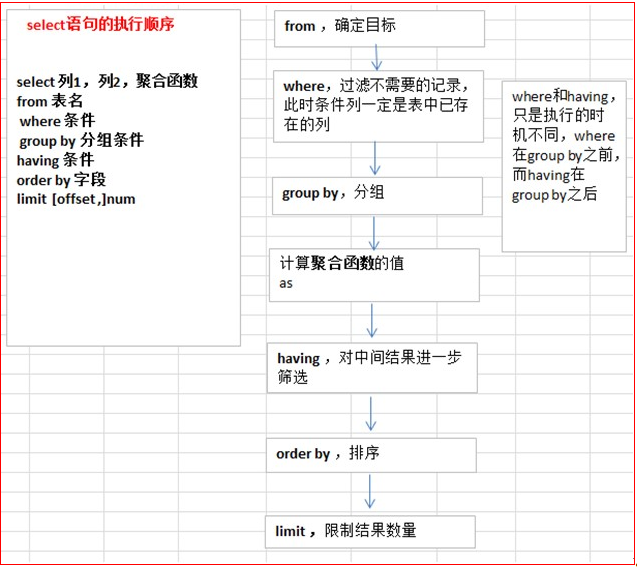 select语句的执行顺序
select 列1，列2，聚合函数
from 表名
where 条件
group by 分组条件
having 条件
order by 字段
limit [offset,]num
from ，确定目标
where，过滤不需要的记录，
此时条件列一定是表中已存
在的列
group by，分组
计算聚合函数的值
as
having ，对中间结果进一步
筛选
order by ，排序
limit ，限制结果数量
where和having，
只是执行的时
机不同，where
在group by之前，
而having在
group by之后